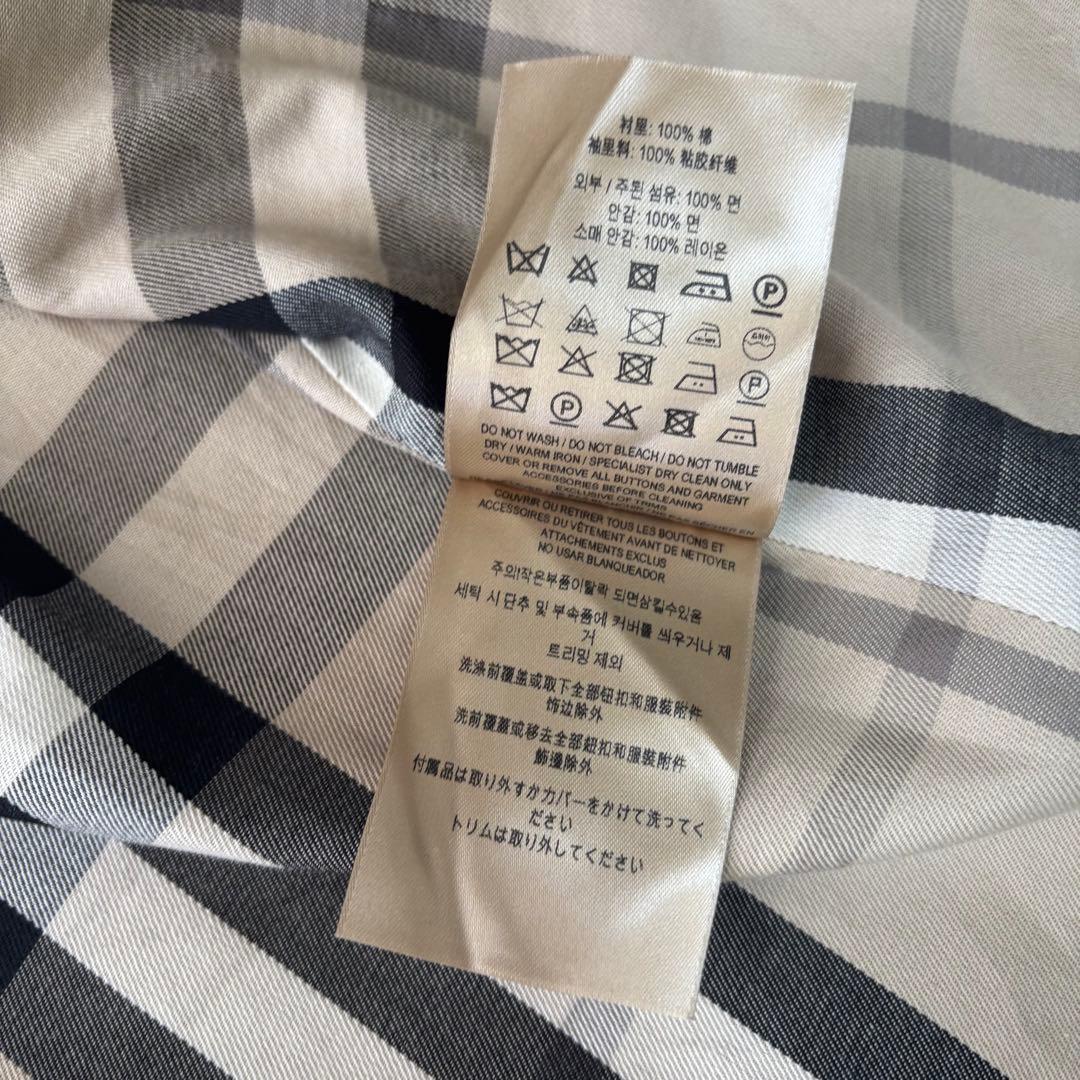 衬里: 100% 棉
袖里料: 100% 粘胶纤维
외부 / 주된 섬유: 100% 면
안감: 100% 면
소매 안감: 100% 레이온
P
P
P
DO NOT WASH / DO NOT BLEACH / DO NOT TUMBLE
DRY / WARM IRON / SPECIALIST DRY CLEAN ONLY
COVER OR REMOVE ALL BUTTONS AND GARMENT
ACCESSORIES BEFORE CLEANING
EXCLUSIVE OF TRIMS
COUVRIR OU RETIRER TOUS LES BOUTONS ET
ACCESSOIRES DU VÊTEMENT AVANT DE NETTOYER
ATTACHEMENTS EXCLUS
NO USAR BLANQUEADOR
주의!작은부품이탈락 되면삼킬수있음
세탁 시 단추 및 부속품에 커버를 씌우거나 제
거
트리밍 제외
洗涤前覆盖或取下全部钮扣和服装附件
饰边除外
洗前覆蓋或移去全部鈕扣和服裝附件
飾邊除外
付属品は取り外すかカバーをかけて洗ってく
ださい
トリムは取り外してください